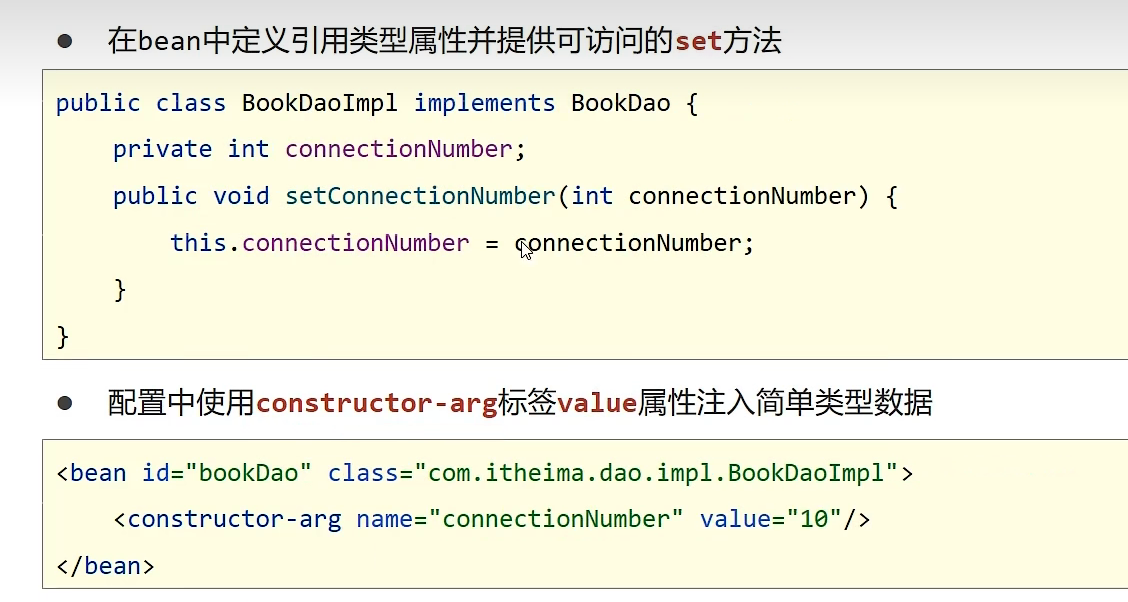 ● 在bean中定义引用类型属性并提供可访问的set方法
public class BookDaoImpl implements BookDao {
    private int connectionNumber;
    public void setConnectionNumber(int connectionNumber) {
        this.connectionNumber = connectionNumber;
    }
}
● 配置中使用constructor-arg标签value属性注入简单类型数据
<bean id="bookDao" class="com.itheima.dao.impl.BookDaoImpl">
    <constructor-arg name="connectionNumber" value="10"/>
</bean>